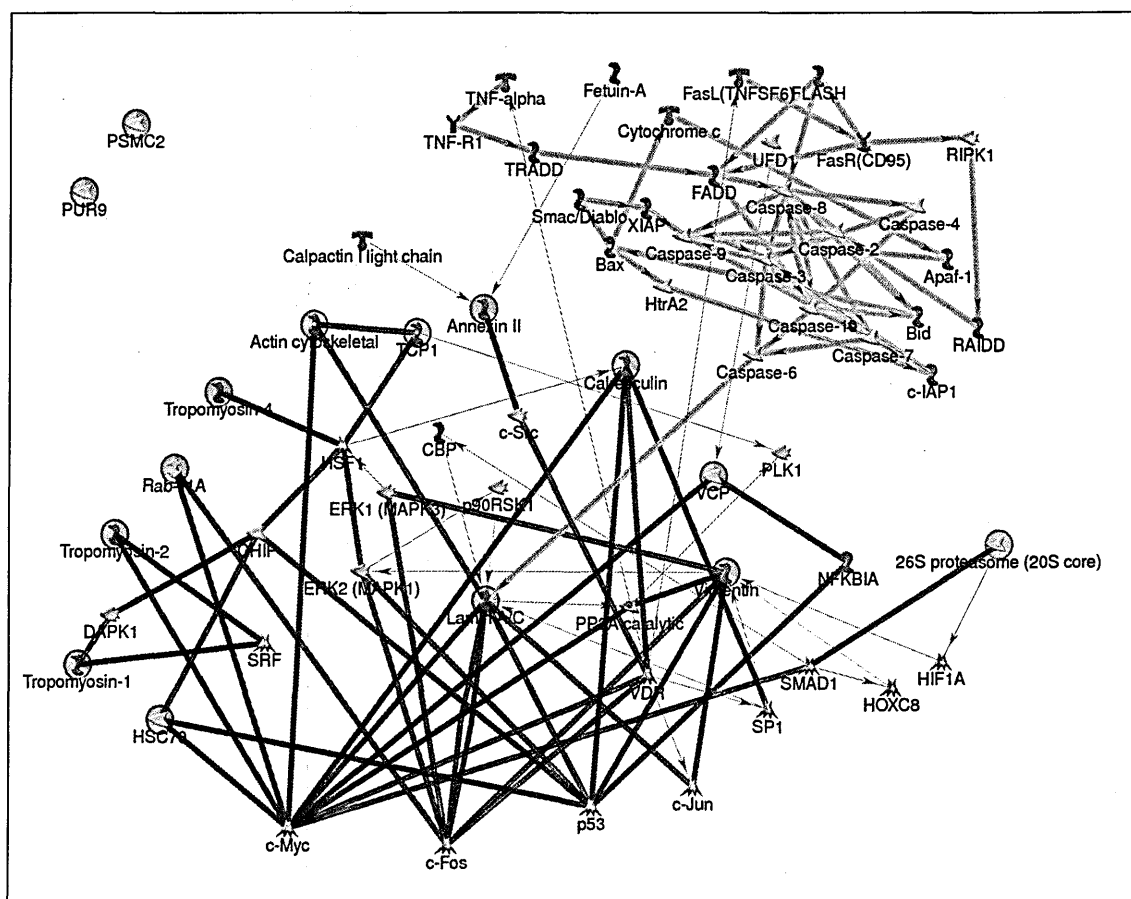 TNF-alpha
Fetuin-A
FasL(TNFSF6)
FLASH
PSMC2
TNF-R1
Cytochrome c
UFD1
FasR(CD95)
RIPK1
TRADD
FADD
PUR9
Smac/Diablo
XIAP
Caspase-8
Caspase-4
Calpactin I light chain
Bax
Caspase-9
Caspase-2
Caspase-3
Apaf-1
HtrA2
Annexin II
Caspase-10
Bid
RAIDD
Actin cytoskeletal
TCP1
Caspase-7
Caspase-6
c-IAP1
Calreticulin
Tropomyosin-4
c-Src
HSF1
CBP
PLK1
Rab-11A
ERK1 (MAPK3)
p90RSK1
VCP
Tropomyosin-2
CHIP
26S proteasome (20S core)
ERK2 (MAPK1)
Vimentin
NFKBIA
Lamin A/C
PP2A catalytic
DAPK1
SRF
Tropomyosin-1
VDR
SMAD1
HIF1A
HOXC8
SP1
HSC70
c-Jun
p53
c-Myc
c-Fos